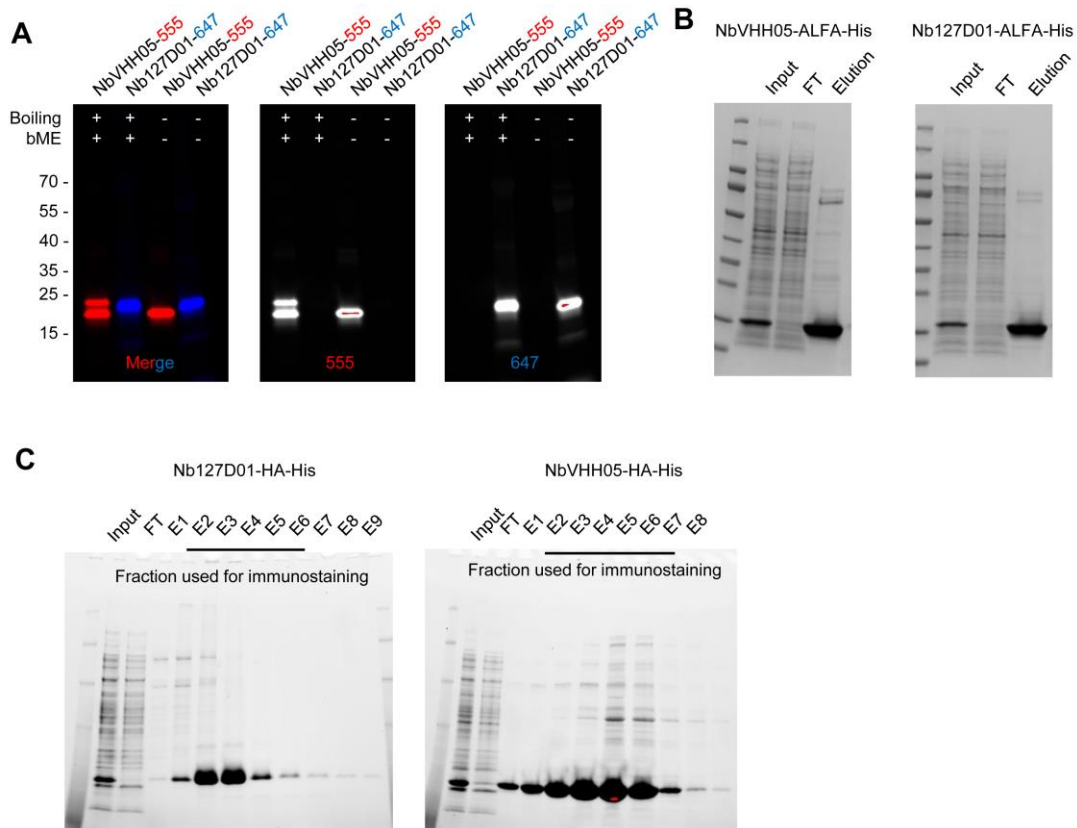 A
NbVHH05-555
Nb127D01-647
NbVHH05-555
Nb127D01-647
NbVHH05-555
Nb127D01-647
NbVHH05-555
Nb127D01-647
NbVHH05-555
Nb127D01-647
NbVHH05-555
Nb127D01-647
Boiling + + - - + + - - + + - -
bME + + - - + + - - + + - -
70 -
55 -
40 -
35 -
25 -
15 -
Merge 555 647
B
NbVHH05-ALFA-His Nb127D01-ALFA-His
Input FT Elution Input FT Elution
C
Nb127D01-HA-His NbVHH05-HA-His
Input FT E1 E2 E3 E4 E5 E6 E7 E8 E9 Input FT E1 E2 E3 E4 E5 E6 E7 E8
Fraction used for immunostaining Fraction used for immunostaining